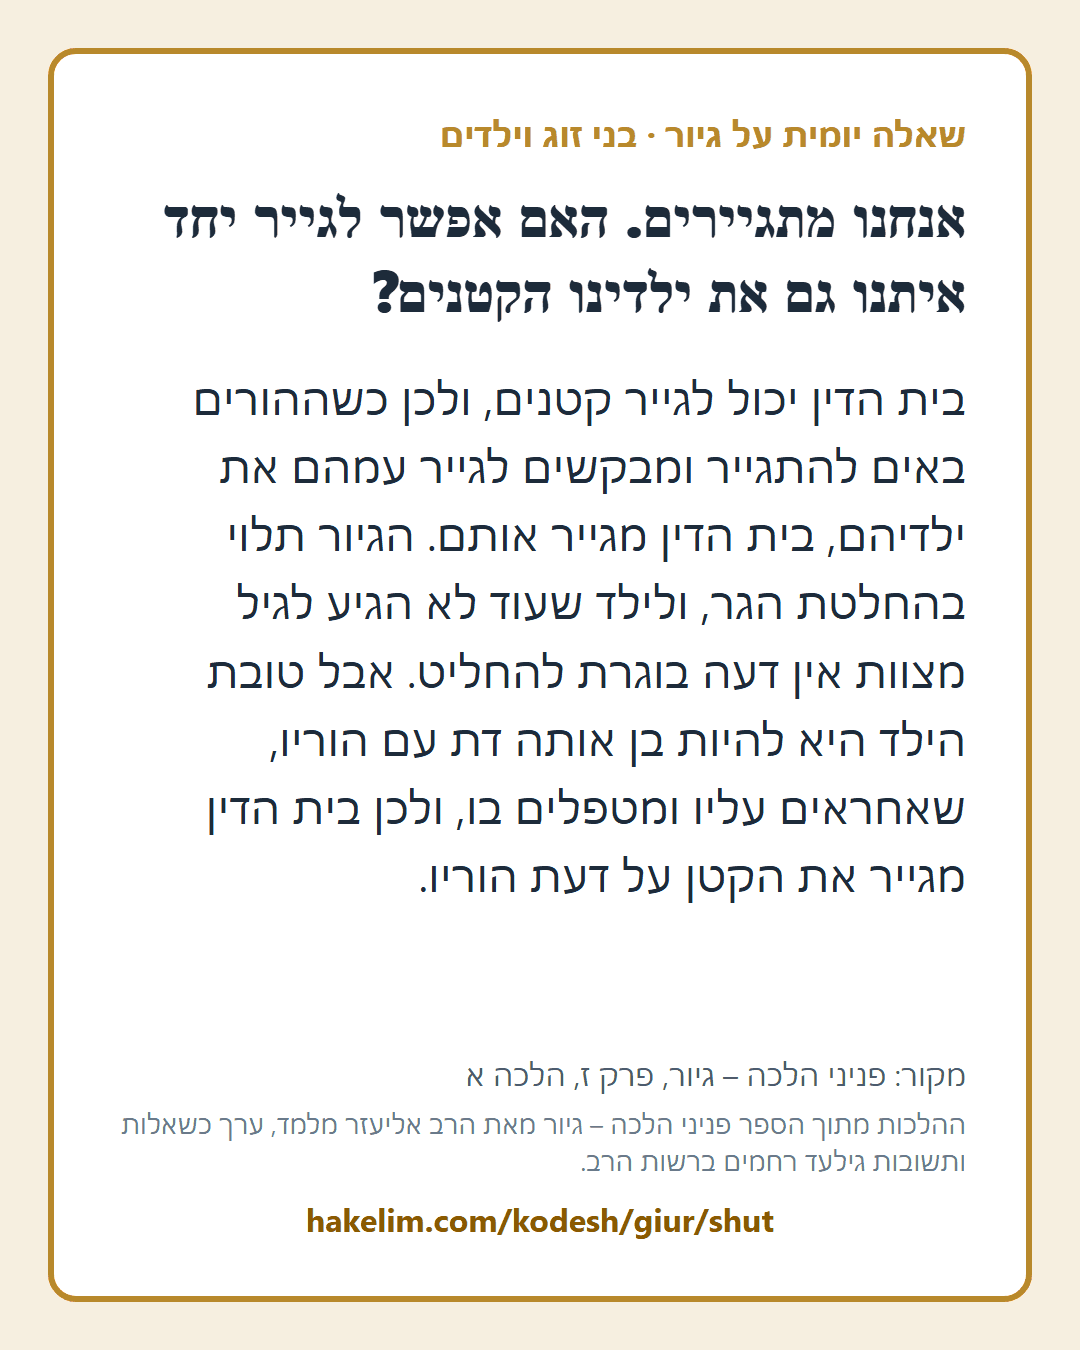 שאלה יומית על גיור · בני זוג וילדים
אנחנו מתגיירים. האם אפשר לגייר יחד
איתנו גם את ילדינו הקטנים?
בית הדין יכול לגייר קטנים, ולכן כשההורים
באים להתגייר ומבקשים לגייר עמהם את
ילדיהם, בית הדין מגייר אותם. הגיור תלוי
בהחלטת הגר, ולילד שעוד לא הגיע לגיל
מצוות אין דעה בוגרת להחליט. אבל טובת
הילד היא להיות בן אותה דת עם הוריו,
שאחראים עליו ומטפלים בו, ולכן בית הדין
מגייר את הקטן על דעת הוריו.
מקור: פניני הלכה – גיור, פרק ז, הלכה א
ההלכות מתוך הספר פניני הלכה – גיור מאת הרב אליעזר מלמד, ערך כשאלות
ותשובות גילעד רחמים ברשות הרב.
hakelim.com/kodesh/giur/shut